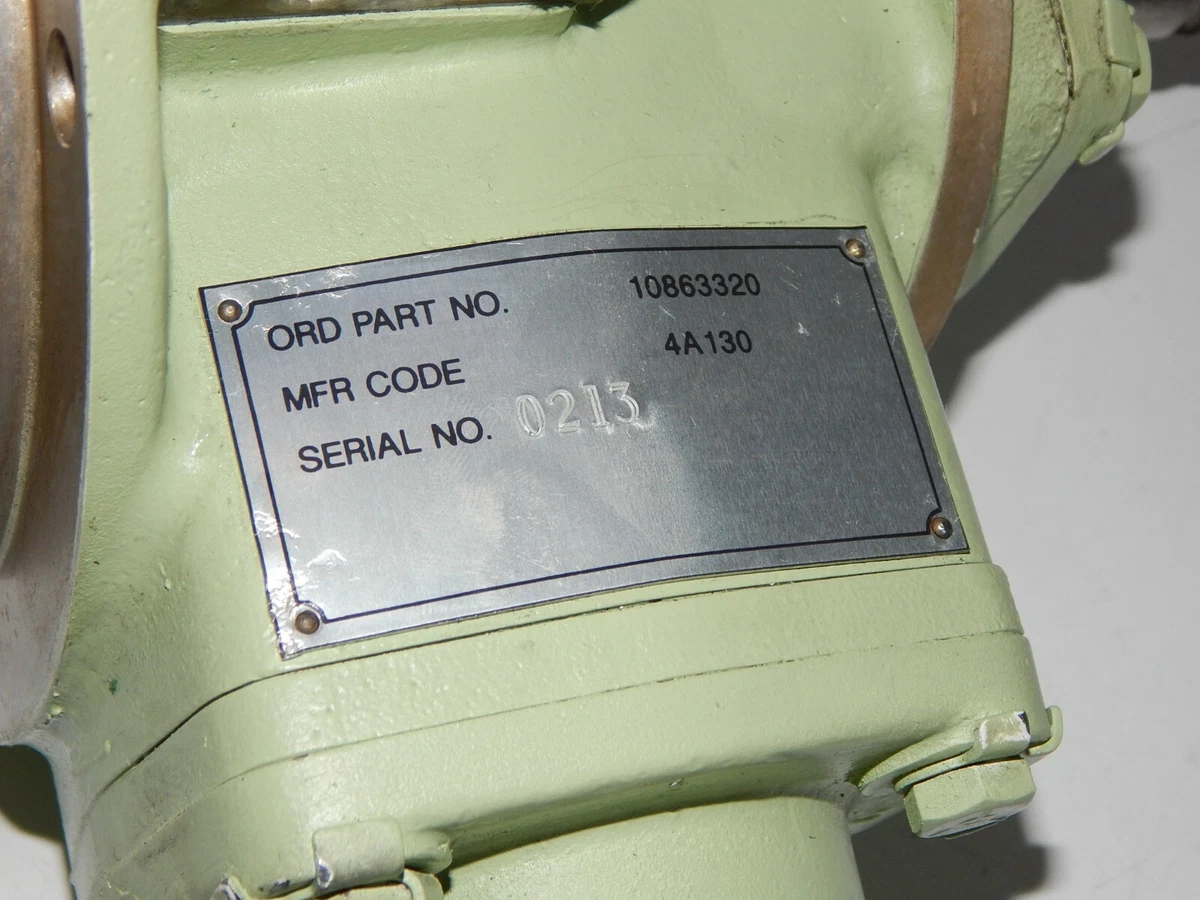 ORD PART NO. 10863320
MFR CODE 4A130
SERIAL NO. 0213